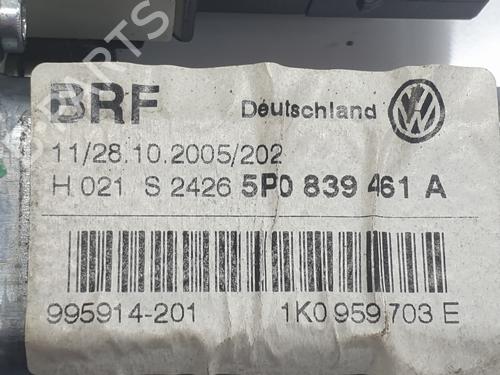 BRF Deutschland
11/28.10.2005/202
H 021 S 2426 5P0 839 461 A
995914-201 1K0 959 703 E